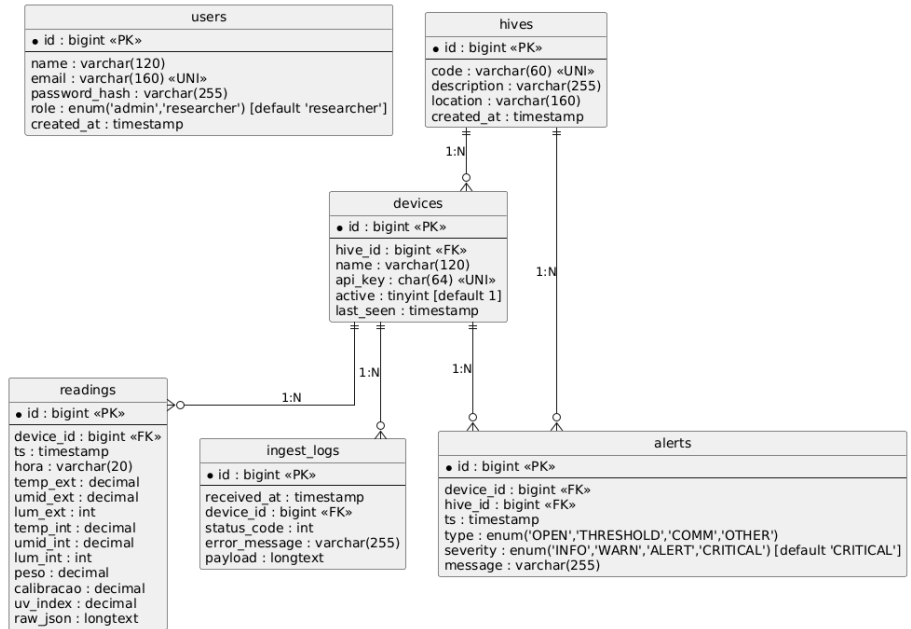 users
id : bigint «PK»
name : varchar(120)
email : varchar(160) «UNI»
password_hash : varchar(255)
role : enum('admin','researcher') [default 'researcher']
created_at : timestamp
hives
id : bigint «PK»
code : varchar(60) «UNI»
description : varchar(255)
location : varchar(160)
created_at : timestamp
1:N
devices
id : bigint «PK»
hive_id : bigint «FK»
name : varchar(120)
api_key : char(64) «UNI»
active : tinyint [default 1]
last_seen : timestamp
1:N
1:N
1:N
1:N
readings
id : bigint «PK»
device_id : bigint «FK»
ts : timestamp
hora : varchar(20)
temp_ext : decimal
umid_ext : decimal
lum_ext : int
temp_int : decimal
umid_int : decimal
lum_int : int
peso : decimal
calibracao : decimal
uv_index : decimal
raw_json : longtext
ingest_logs
id : bigint «PK»
received_at : timestamp
device_id : bigint «FK»
status_code : int
error_message : varchar(255)
payload : longtext
alerts
id : bigint «PK»
device_id : bigint «FK»
hive_id : bigint «FK»
ts : timestamp
type : enum('OPEN','THRESHOLD','COMM','OTHER')
severity : enum('INFO','WARN','ALERT','CRITICAL') [default 'CRITICAL']
message : varchar(255)